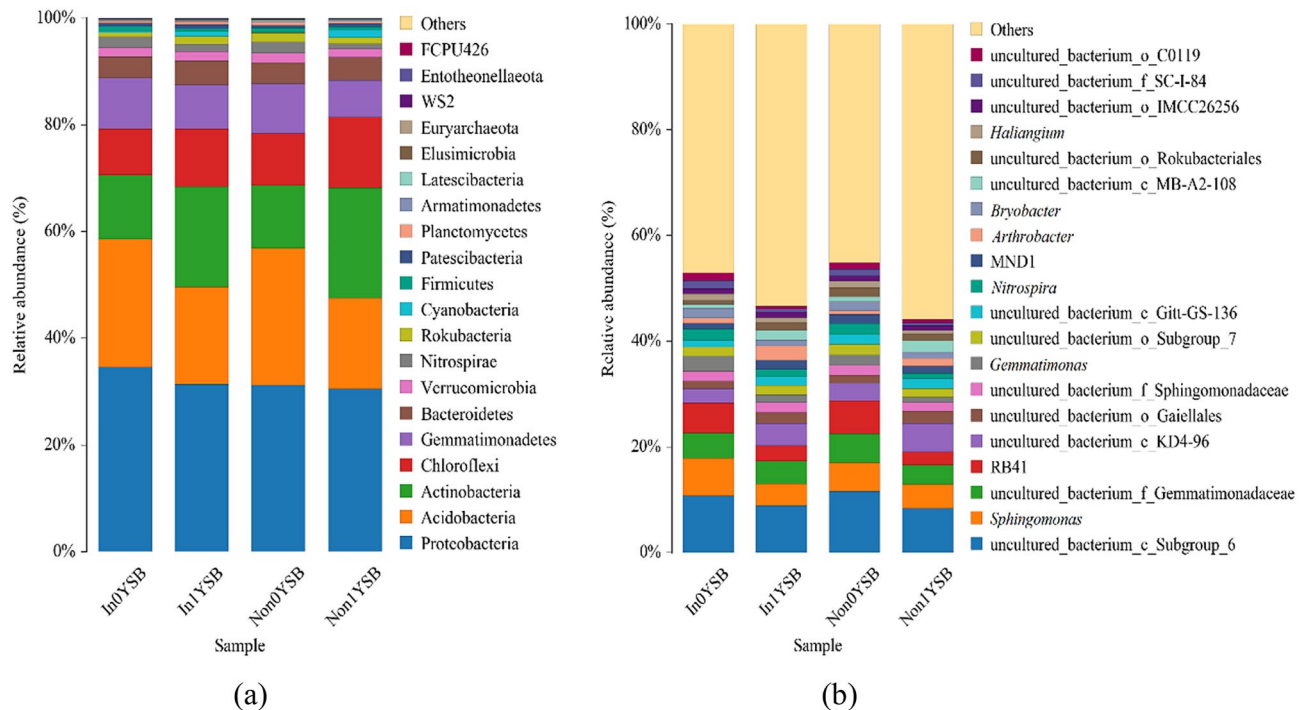 100%
80%
60%
40%
20%
0%
Relative abundance (%)
In0YSB
In1YSB
Non0YSB
Non1YSB
Sample
Others
FCPU426
Entotheonellaeota
WS2
Euryarchaeota
Elusimicrobia
Latescibacteria
Armatimonadetes
Planctomycetes
Patescibacteria
Firmicutes
Cyanobacteria
Rokubacteria
Nitrospirae
Verrucomicrobia
Bacteroidetes
Gemmatimonadetes
Chloroflexi
Actinobacteria
Acidobacteria
Proteobacteria
(a)
100%
80%
60%
40%
20%
0%
Relative abundance (%)
In0YSB
In1YSB
Non0YSB
Non1YSB
Sample
Others
uncultured_bacterium_o_C0119
uncultured_bacterium_f_SC-I-84
uncultured_bacterium_o_IMCC26256
Haliangium
uncultured_bacterium_o_Rokubacteriales
uncultured_bacterium_c_MB-A2-108
Bryobacter
Arthrobacter
MND1
Nitrospira
uncultured_bacterium_c_Gitt-GS-136
uncultured_bacterium_o_Subgroup_7
Gemmatimonas
uncultured_bacterium_f_Sphingomonadaceae
uncultured_bacterium_o_Gaiellales
uncultured_bacterium_c_KD4-96
RB41
uncultured_bacterium_f_Gemmatimonadaceae
Sphingomonas
uncultured_bacterium_c_Subgroup_6
(b)